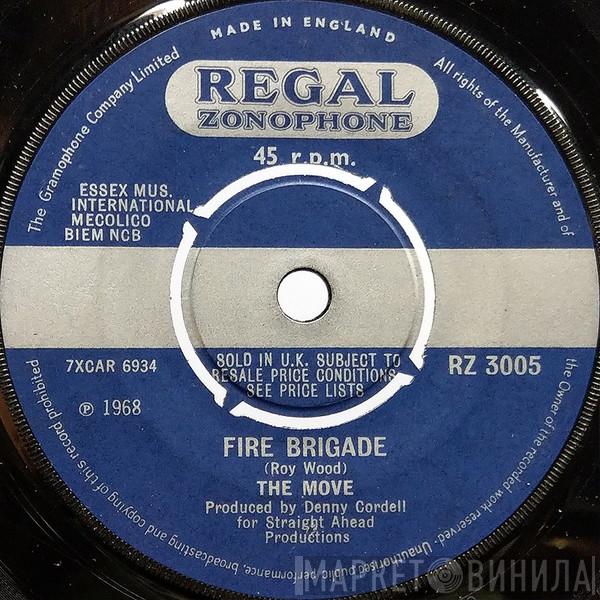 MADE IN ENGLAND
The Gramophone Company Limited
All rights of the Manufacturer and of
the Owner of the recorded work reserved. Unauthorised public performance, broadcasting and copying of this record prohibited
REGAL
ZONOPHONE
45 r.p.m.
ESSEX MUS.
INTERNATIONAL
MECOLICO
BIEM NCB
7XCAR 6934
SOLD IN U.K. SUBJECT TO
RESALE PRICE CONDITIONS
SEE PRICE LISTS
RZ 3005
℗ 1968
FIRE BRIGADE
(Roy Wood)
THE MOVE
Produced by Denny Cordell
for Straight Ahead
Productions
МАРКЕТ ВИНИЛА